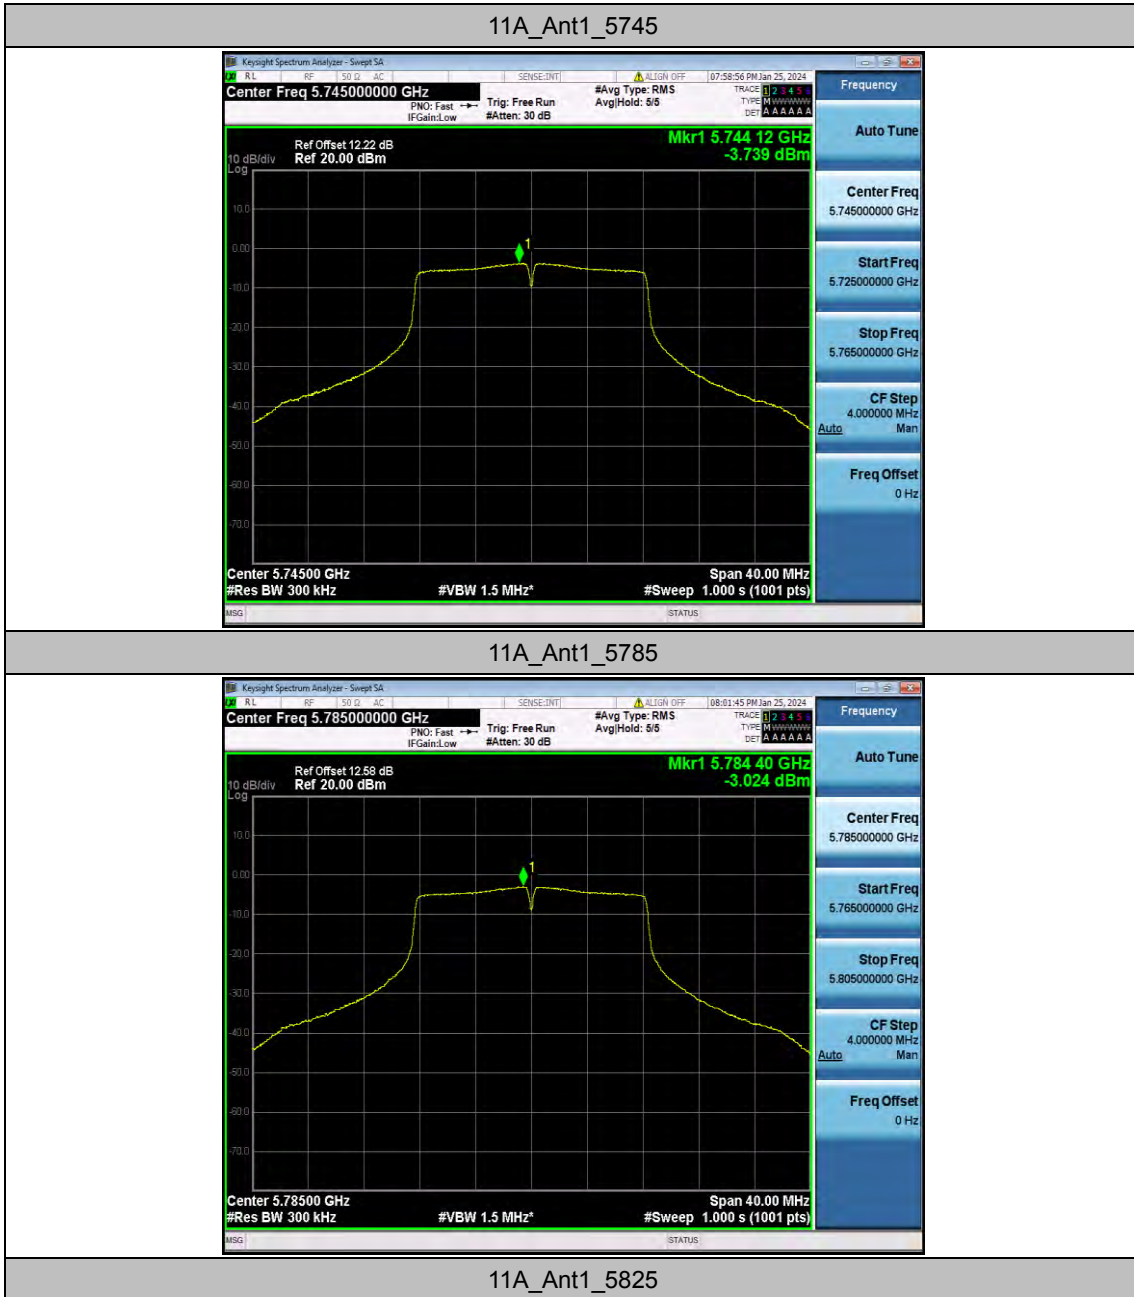 11A_Ant1_5745
Keysight Spectrum Analyzer - Swept SA
RL RF 50 Ω AC SENSE:INT ALIGN OFF 07:58:56 PM Jan 25, 2024
Center Freq 5.745000000 GHz
PNO: Fast
IFGain:Low
Trig: Free Run
#Atten: 30 dB
#Avg Type: RMS
Avg|Hold: 5/5
TRACE 1 2 3 4 5 6
TYPE M
DET A A A A A A
Mkr1 5.744 12 GHz
-3.739 dBm
Ref Offset 12.22 dB
10 dB/div Ref 20.00 dBm
Log
10.0
0.00
-10.0
-20.0
-30.0
-40.0
-50.0
-60.0
-70.0
1
Center 5.74500 GHz Span 40.00 MHz
#Res BW 300 kHz #VBW 1.5 MHz* #Sweep 1.000 s (1001 pts)
MSG STATUS
Frequency
Auto Tune
Center Freq
5.745000000 GHz
Start Freq
5.725000000 GHz
Stop Freq
5.765000000 GHz
CF Step
4.000000 MHz
Auto Man
Freq Offset
0 Hz
11A_Ant1_5785
Keysight Spectrum Analyzer - Swept SA
RL RF 50 Ω AC SENSE:INT ALIGN OFF 08:01:45 PM Jan 25, 2024
Center Freq 5.785000000 GHz
PNO: Fast
IFGain:Low
Trig: Free Run
#Atten: 30 dB
#Avg Type: RMS
Avg|Hold: 5/5
TRACE 1 2 3 4 5 6
TYPE M
DET A A A A A A
Mkr1 5.784 40 GHz
-3.024 dBm
Ref Offset 12.58 dB
10 dB/div Ref 20.00 dBm
Log
10.0
0.00
-10.0
-20.0
-30.0
-40.0
-50.0
-60.0
-70.0
1
Center 5.78500 GHz Span 40.00 MHz
#Res BW 300 kHz #VBW 1.5 MHz* #Sweep 1.000 s (1001 pts)
MSG STATUS
Frequency
Auto Tune
Center Freq
5.785000000 GHz
Start Freq
5.765000000 GHz
Stop Freq
5.805000000 GHz
CF Step
4.000000 MHz
Auto Man
Freq Offset
0 Hz
11A_Ant1_5825